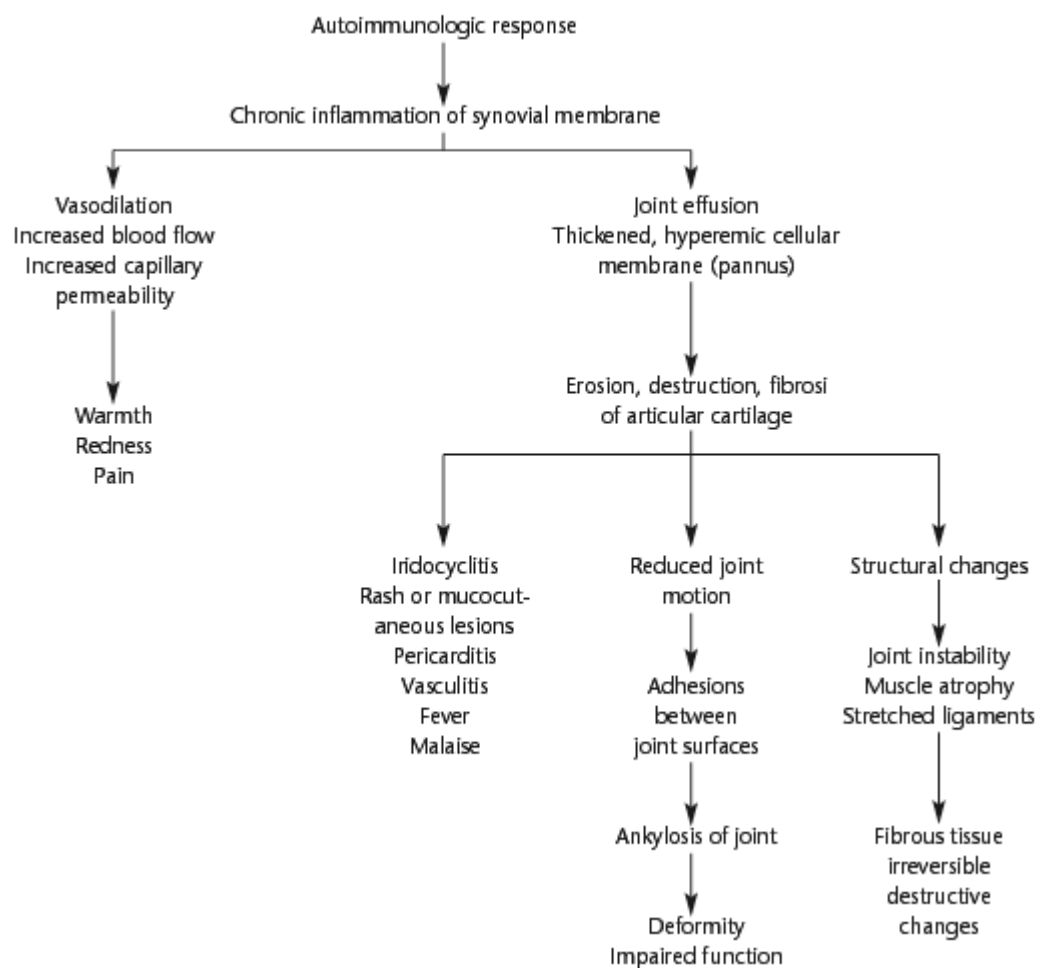 Autoimmunologic response
Chronic inflammation of synovial membrane
Vasodilation
Increased blood flow
Increased capillary
permeability
Joint effusion
Thickened, hyperemic cellular
membrane (pannus)
Warmth
Redness
Pain
Erosion, destruction, fibrosi
of articular cartilage
Iridocyclitis
Rash or mucocut-
aneous lesions
Pericarditis
Vasculitis
Fever
Malaise
Reduced joint
motion
Adhesions
between
joint surfaces
Ankylosis of joint
Deformity
Impaired function
Structural changes
Joint instability
Muscle atrophy
Stretched ligaments
Fibrous tissue
irreversible
destructive
changes